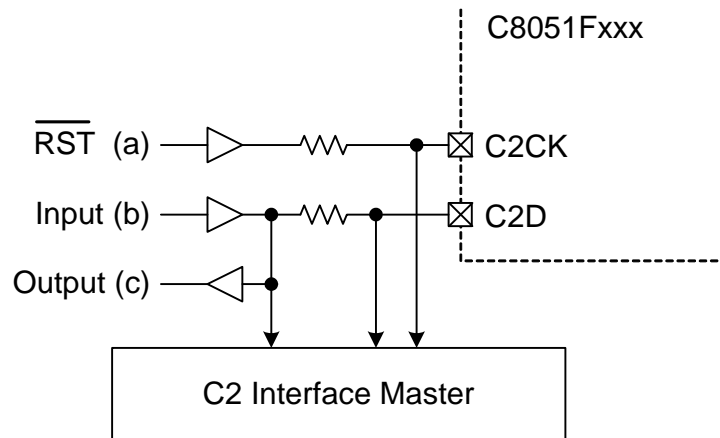 C8051Fxxx
RST (a)
C2CK
Input (b)
C2D
Output (c)
C2 Interface Master